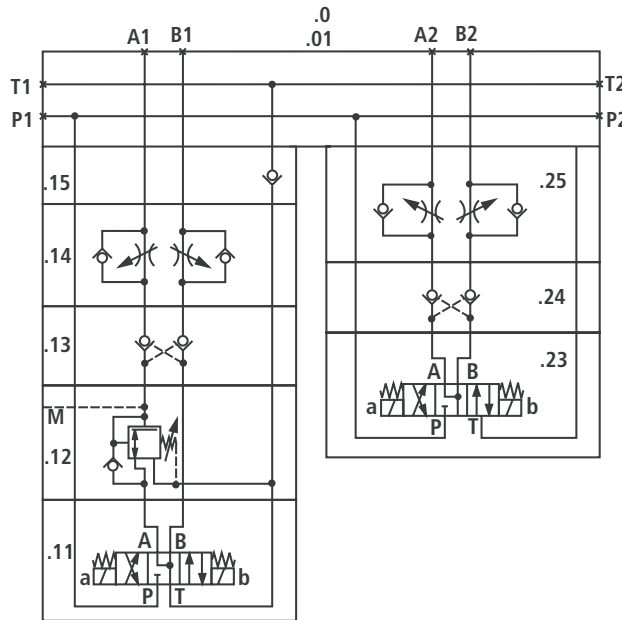 .0
.01
A1 B1 A2 B2
T1 T2
P1 P2
.15 .25
.14
.24
.13
.23
M
.12
A B
a b
P T
.11
A B
a b
P T